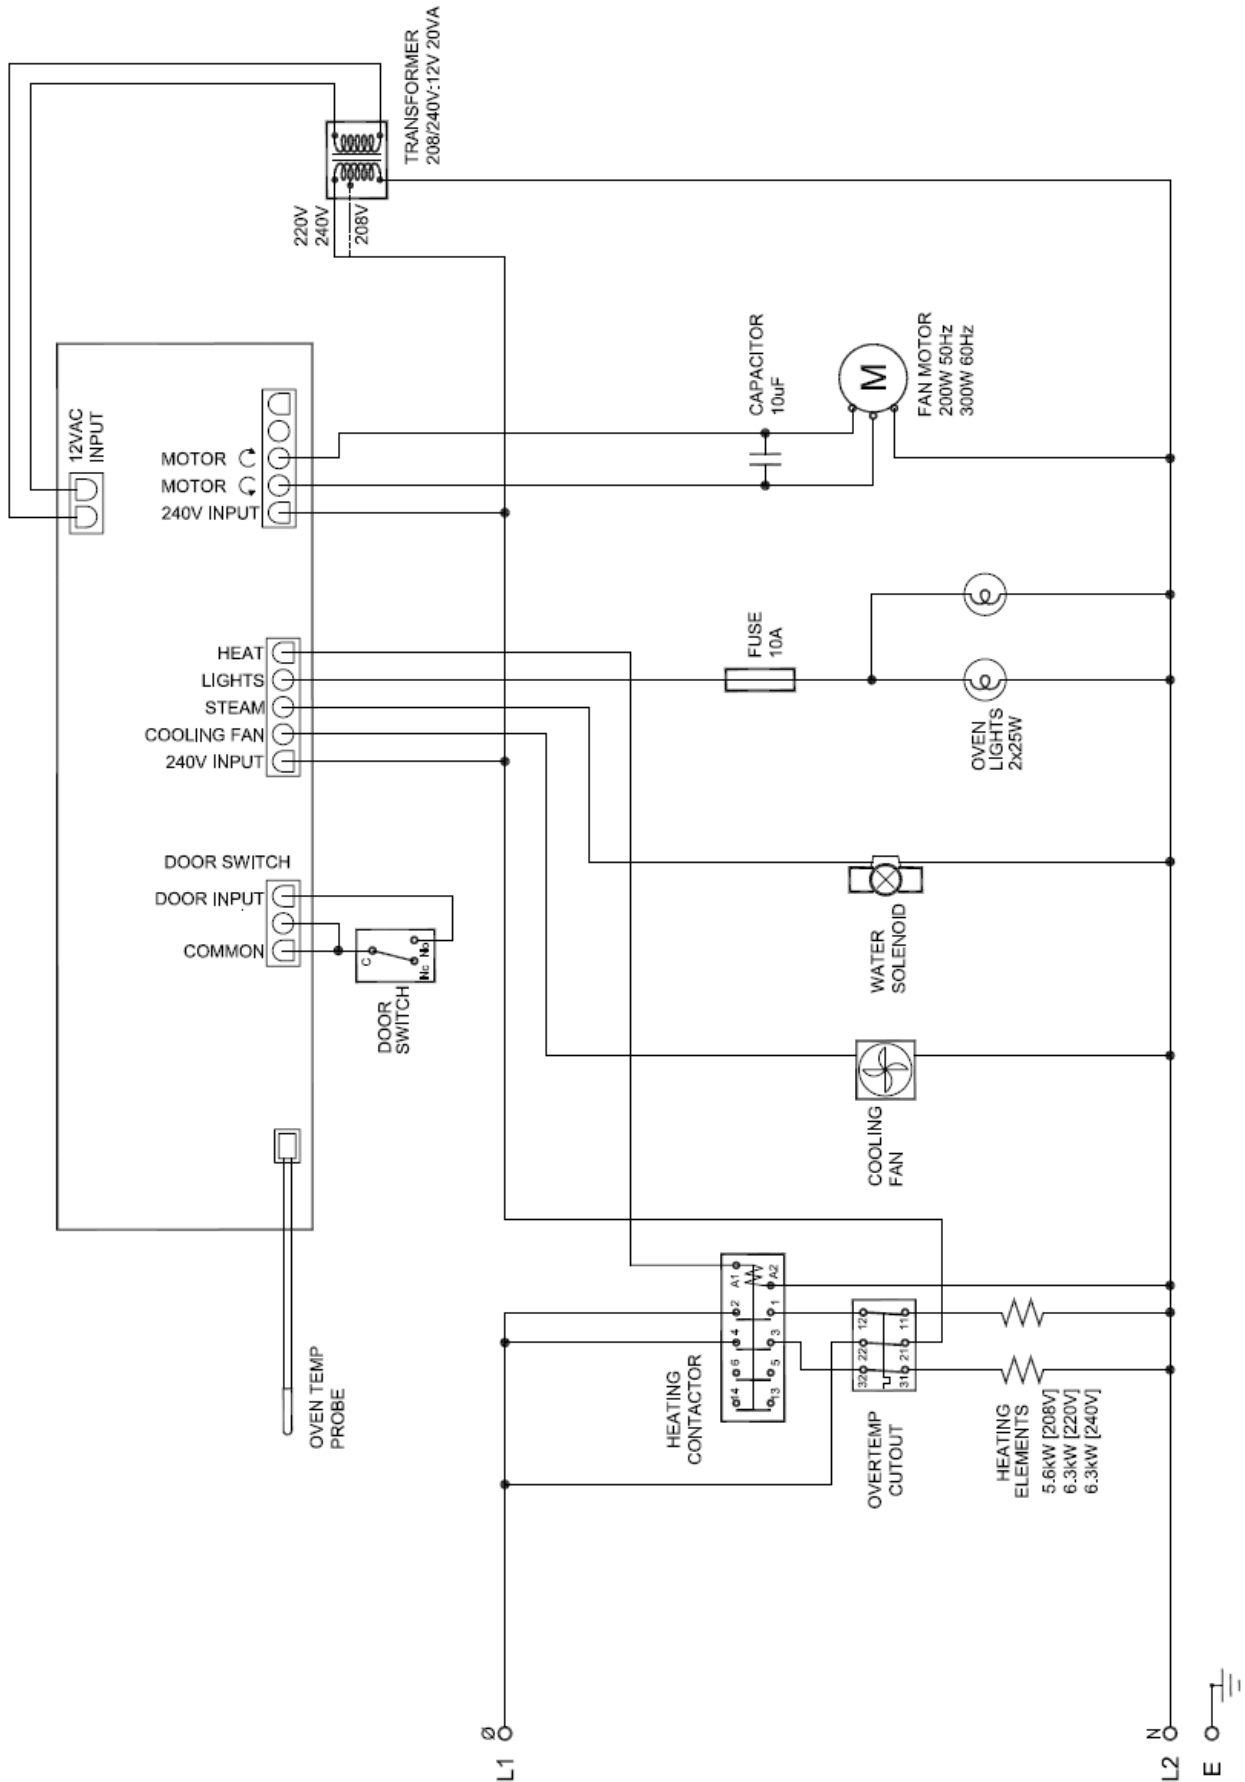 TRANSFORMER
208/240V:12V 20VA
220V
240V
208V
12VAC
INPUT
MOTOR
MOTOR
240V INPUT
CAPACITOR
10uF
M
FAN MOTOR
200W 50Hz
300W 60Hz
HEAT
LIGHTS
STEAM
COOLING FAN
240V INPUT
FUSE
10A
OVEN
LIGHTS
2x25W
DOOR SWITCH
DOOR INPUT
COMMON
C
No
Nc
DOOR
SWITCH
WATER
SOLENOID
COOLING
FAN
OVEN TEMP
PROBE
A1
A2
2
1
4
3
6
5
14
13
HEATING
CONTACTOR
12
11
22
21
32
31
OVERTEMP
CUTOUT
HEATING
ELEMENTS
5.6kW [208V]
6.3kW [220V]
6.3kW [240V]
Ø
L1
N
L2
E